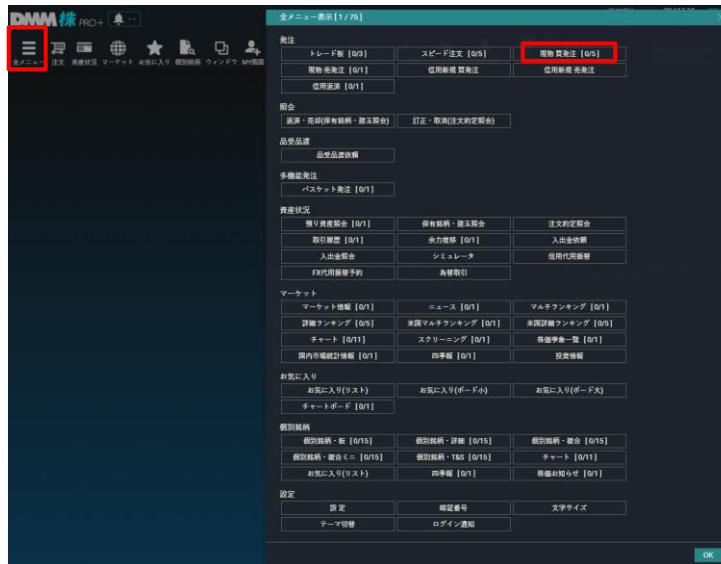 DMM株 PRO+
全メニュー 注文 資産状況 マーケット お気に入り 個別銘柄 ウィンドウ MY画面
全メニュー表示[1/75]
発注
トレード板 [0/3] スピード注文 [0/5] 現物 買発注 [0/5]
現物 売発注 [0/1] 信用新規 買発注 信用新規 売発注
信用返済 [0/1]
照会
返済・売却(保有銘柄・建玉照会) 訂正・取消(注文約定照会)
品受品渡
品受品渡依頼
多機能発注
バスケット発注 [0/1]
資産状況
預り資産照会 [0/1] 保有銘柄・建玉照会 注文約定照会
取引履歴 [0/1] 余力推移 [0/1] 入出金依頼
入出金照会 シミュレータ 信用代用振替
FX代用振替予約 為替取引
マーケット
マーケット情報 [0/1] ニュース [0/1] マルチランキング [0/1]
詳細ランキング [0/5] 米国マルチランキング [0/1] 米国詳細ランキング [0/5]
チャート [0/11] スクリーニング [0/1] 株価事象一覧 [0/1]
国内市場統計情報 [0/1] 四季報 [0/1] 投資情報
お気に入り
お気に入り(リスト) お気に入り(ボード小) お気に入り(ボード大)
チャートボード [0/1]
個別銘柄
個別銘柄・板 [0/15] 個別銘柄・詳細 [0/15] 個別銘柄・複合 [0/15]
個別銘柄・複合ミニ [0/15] 個別銘柄・T&S [0/15] チャート [0/11]
お気に入り(リスト) 四季報 [0/1] 株価お知らせ [0/1]
設定
設定 暗証番号 文字サイズ
テーマ切替 ログイン通知
OK